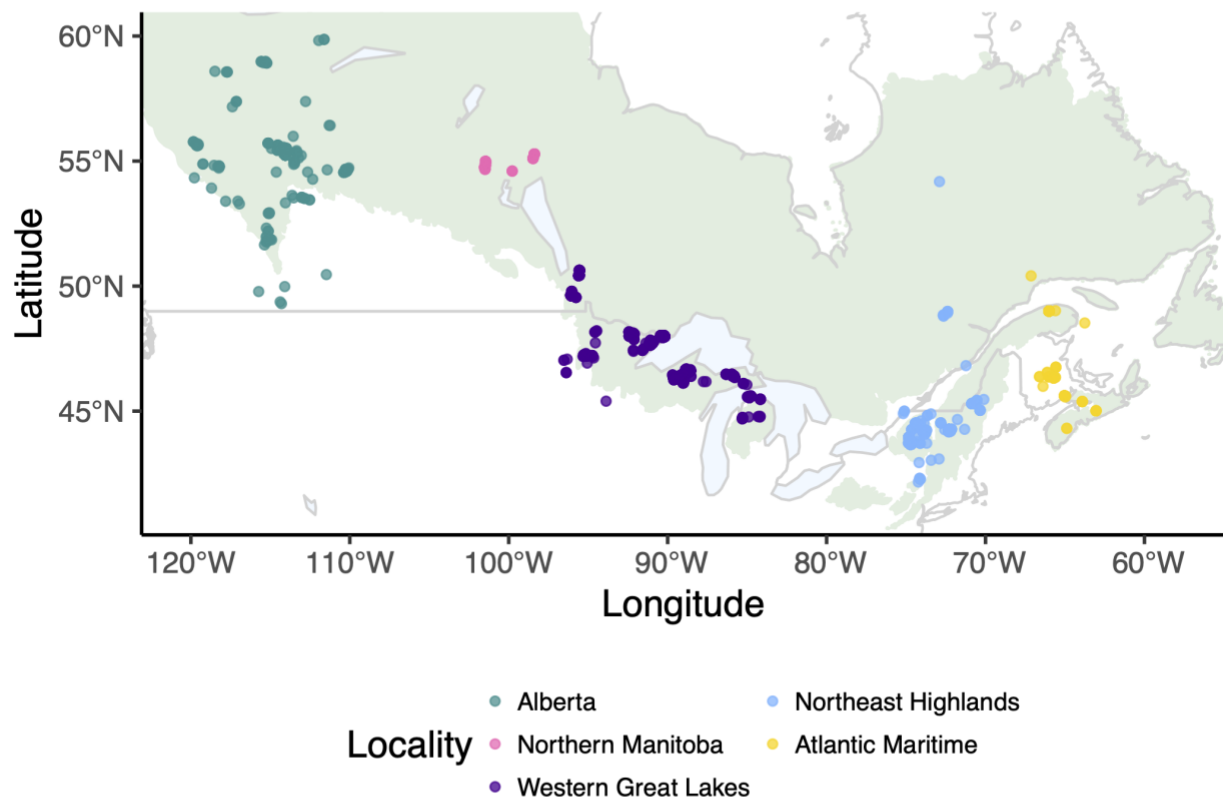 60°N
55°N
50°N
45°N
Latitude
120°W 110°W 100°W 90°W 80°W 70°W 60°W
Longitude
Locality
Alberta
Northern Manitoba
Western Great Lakes
Northeast Highlands
Atlantic Maritime